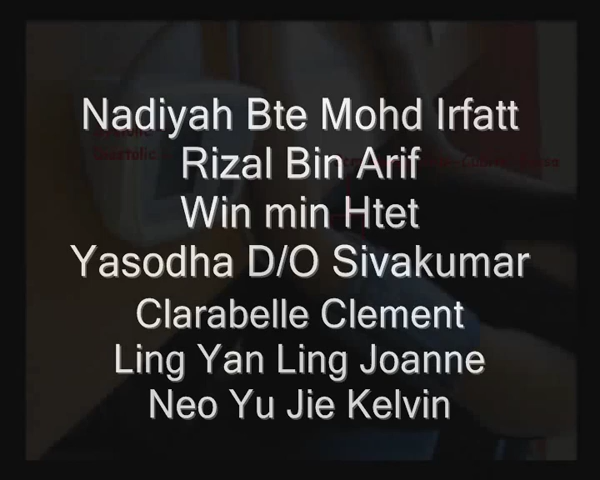 Nadiyah Bte Mohd Irfatt
Rizal Bin Arif
Win min Htet
Yasodha D/O Sivakumar
Clarabelle Clement
Ling Yan Ling Joanne
Neo Yu Jie Kelvin